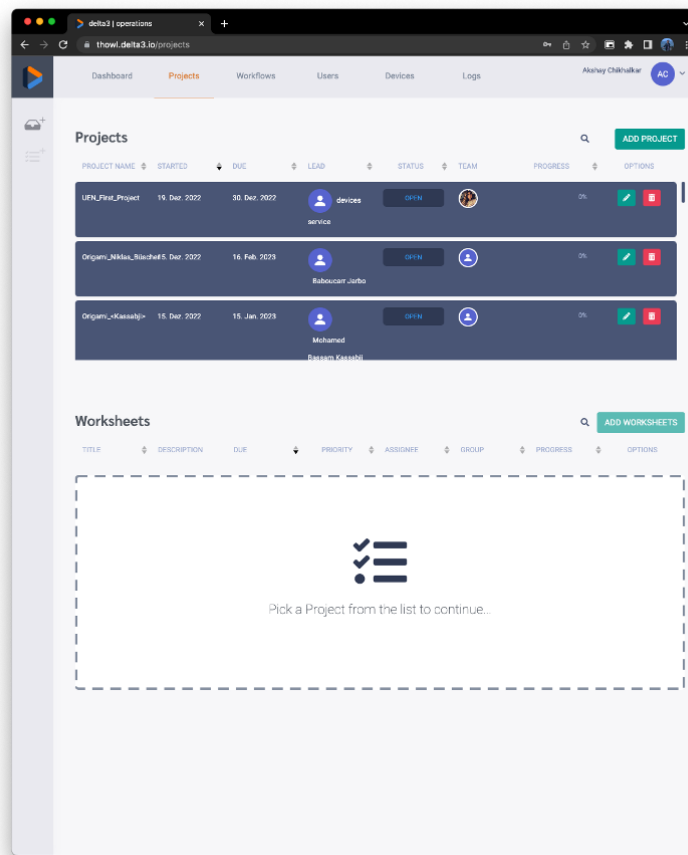 delta3 | operations
thowl.delta3.io/projects
Dashboard Projects Workflows Users Devices Logs Akshay Chikhalkar AC
Projects ADD PROJECT
PROJECT NAME STARTED DUE LEAD STATUS TEAM PROGRESS OPTIONS
UEN_First_Project 19. Dez. 2022 30. Dez. 2022 devices OPEN 0%
service
Origami_Niklas_Büschel 15. Dez. 2022 16. Feb. 2023 OPEN 0%
Baboucarr Jarbo
Origami_<Kassabji> 15. Dez. 2022 15. Jan. 2023 OPEN 0%
Mohamed
Bassam Kassabji
Worksheets ADD WORKSHEETS
TITLE DESCRIPTION DUE PRIORITY ASSIGNEE GROUP PROGRESS OPTIONS
Pick a Project from the list to continue...